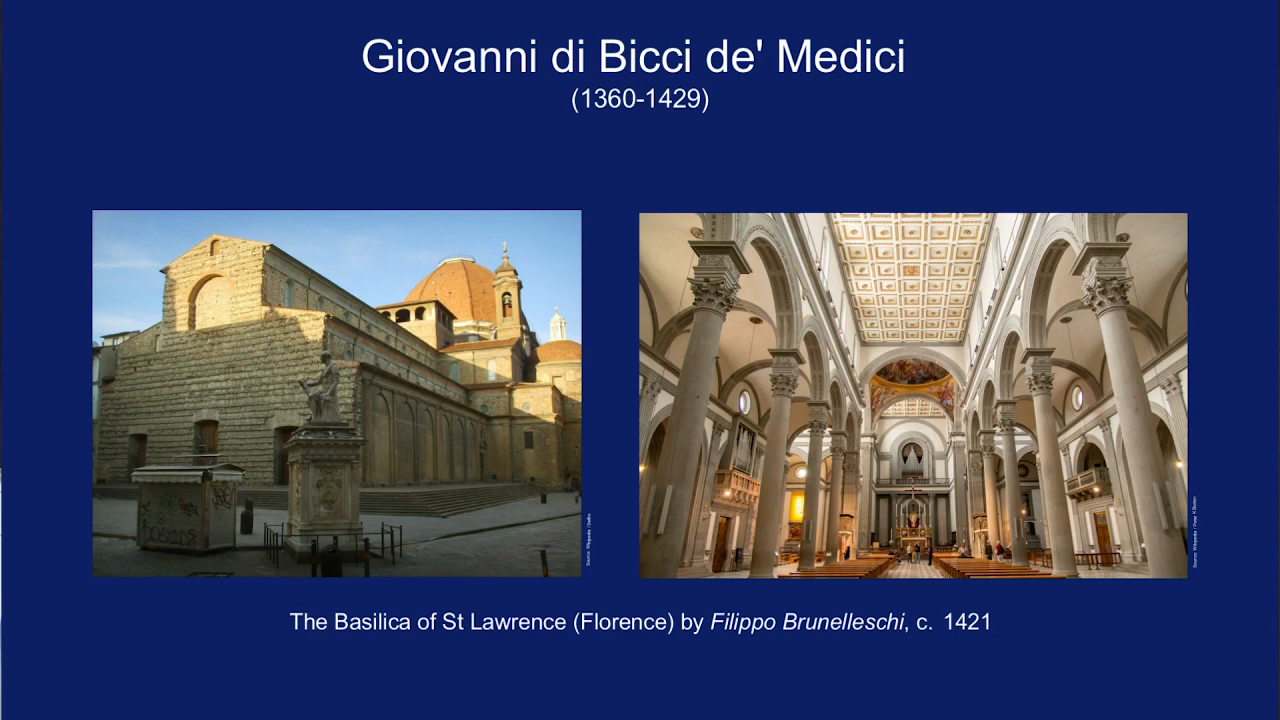 Giovanni di Bicci de' Medici
(1360-1429)
The Basilica of St Lawrence (Florence) by Filippo Brunelleschi, c. 1421